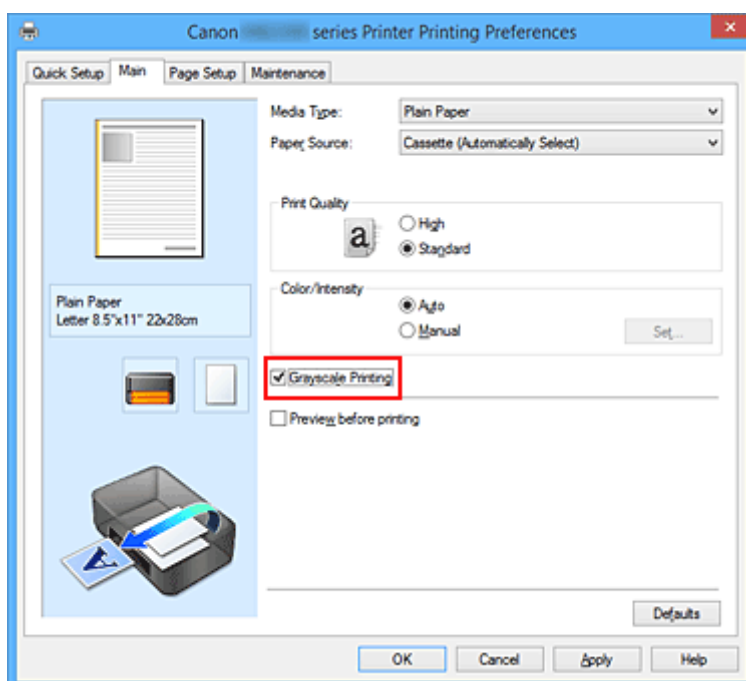 Canon series Printer Printing Preferences
Quick Setup Main Page Setup Maintenance
Media Type: Plain Paper
Paper Source: Cassette (Automatically Select)
Print Quality
a
High
Standard
Color/Intensity
Auto
Manual
Set...
Plain Paper
Letter 8.5"x11" 22x28cm
Grayscale Printing
Preview before printing
A
Defaults
OK Cancel Apply Help